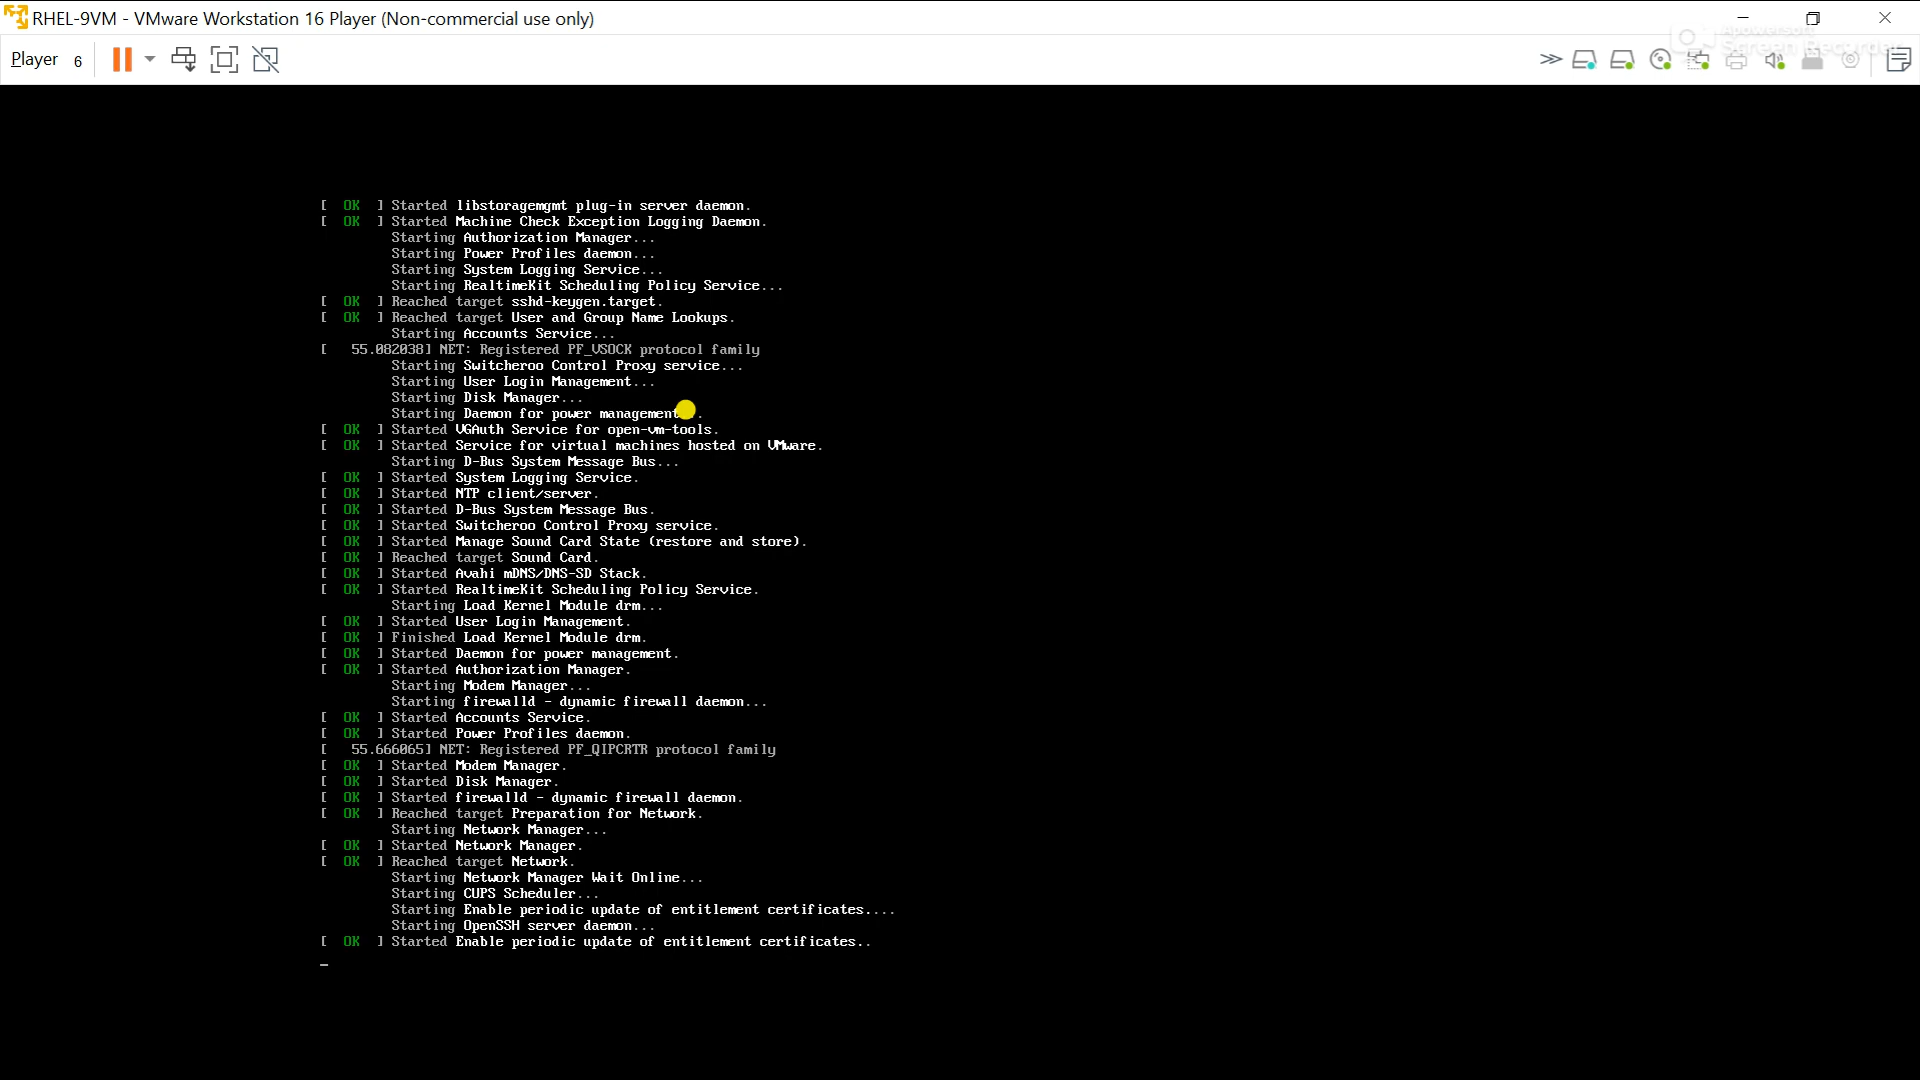 RHEL-9VM - VMware Workstation 16 Player (Non-commercial use only)
Apowersoft
Screen Recorder
Player 6
[ OK ] Started libstoragemgmt plug-in server daemon.
[ OK ] Started Machine Check Exception Logging Daemon.
Starting Authorization Manager...
Starting Power Profiles daemon...
Starting System Logging Service...
Starting RealtimeKit Scheduling Policy Service...
[ OK ] Reached target sshd-keygen.target.
[ OK ] Reached target User and Group Name Lookups.
Starting Accounts Service...
[ 55.082038] NET: Registered PF_VSOCK protocol family
Starting Switcheroo Control Proxy service...
Starting User Login Management...
Starting Disk Manager...
Starting Daemon for power management.
[ OK ] Started VGAuth Service for open-vm-tools.
[ OK ] Started Service for virtual machines hosted on VMware.
Starting D-Bus System Message Bus...
[ OK ] Started System Logging Service.
[ OK ] Started NTP client/server.
[ OK ] Started D-Bus System Message Bus.
[ OK ] Started Switcheroo Control Proxy service.
[ OK ] Started Manage Sound Card State (restore and store).
[ OK ] Reached target Sound Card.
[ OK ] Started Avahi mDNS/DNS-SD Stack.
[ OK ] Started RealtimeKit Scheduling Policy Service.
Starting Load Kernel Module drm...
[ OK ] Started User Login Management.
[ OK ] Finished Load Kernel Module drm.
[ OK ] Started Daemon for power management.
[ OK ] Started Authorization Manager.
Starting Modem Manager...
Starting firewalld - dynamic firewall daemon...
[ OK ] Started Accounts Service.
[ OK ] Started Power Profiles daemon.
[ 55.666065] NET: Registered PF_QIPCRTR protocol family
[ OK ] Started Modem Manager.
[ OK ] Started Disk Manager.
[ OK ] Started firewalld - dynamic firewall daemon.
[ OK ] Reached target Preparation for Network.
Starting Network Manager...
[ OK ] Started Network Manager.
[ OK ] Reached target Network.
Starting Network Manager Wait Online...
Starting CUPS Scheduler...
Starting Enable periodic update of entitlement certificates....
Starting OpenSSH server daemon...
[ OK ] Started Enable periodic update of entitlement certificates..
_